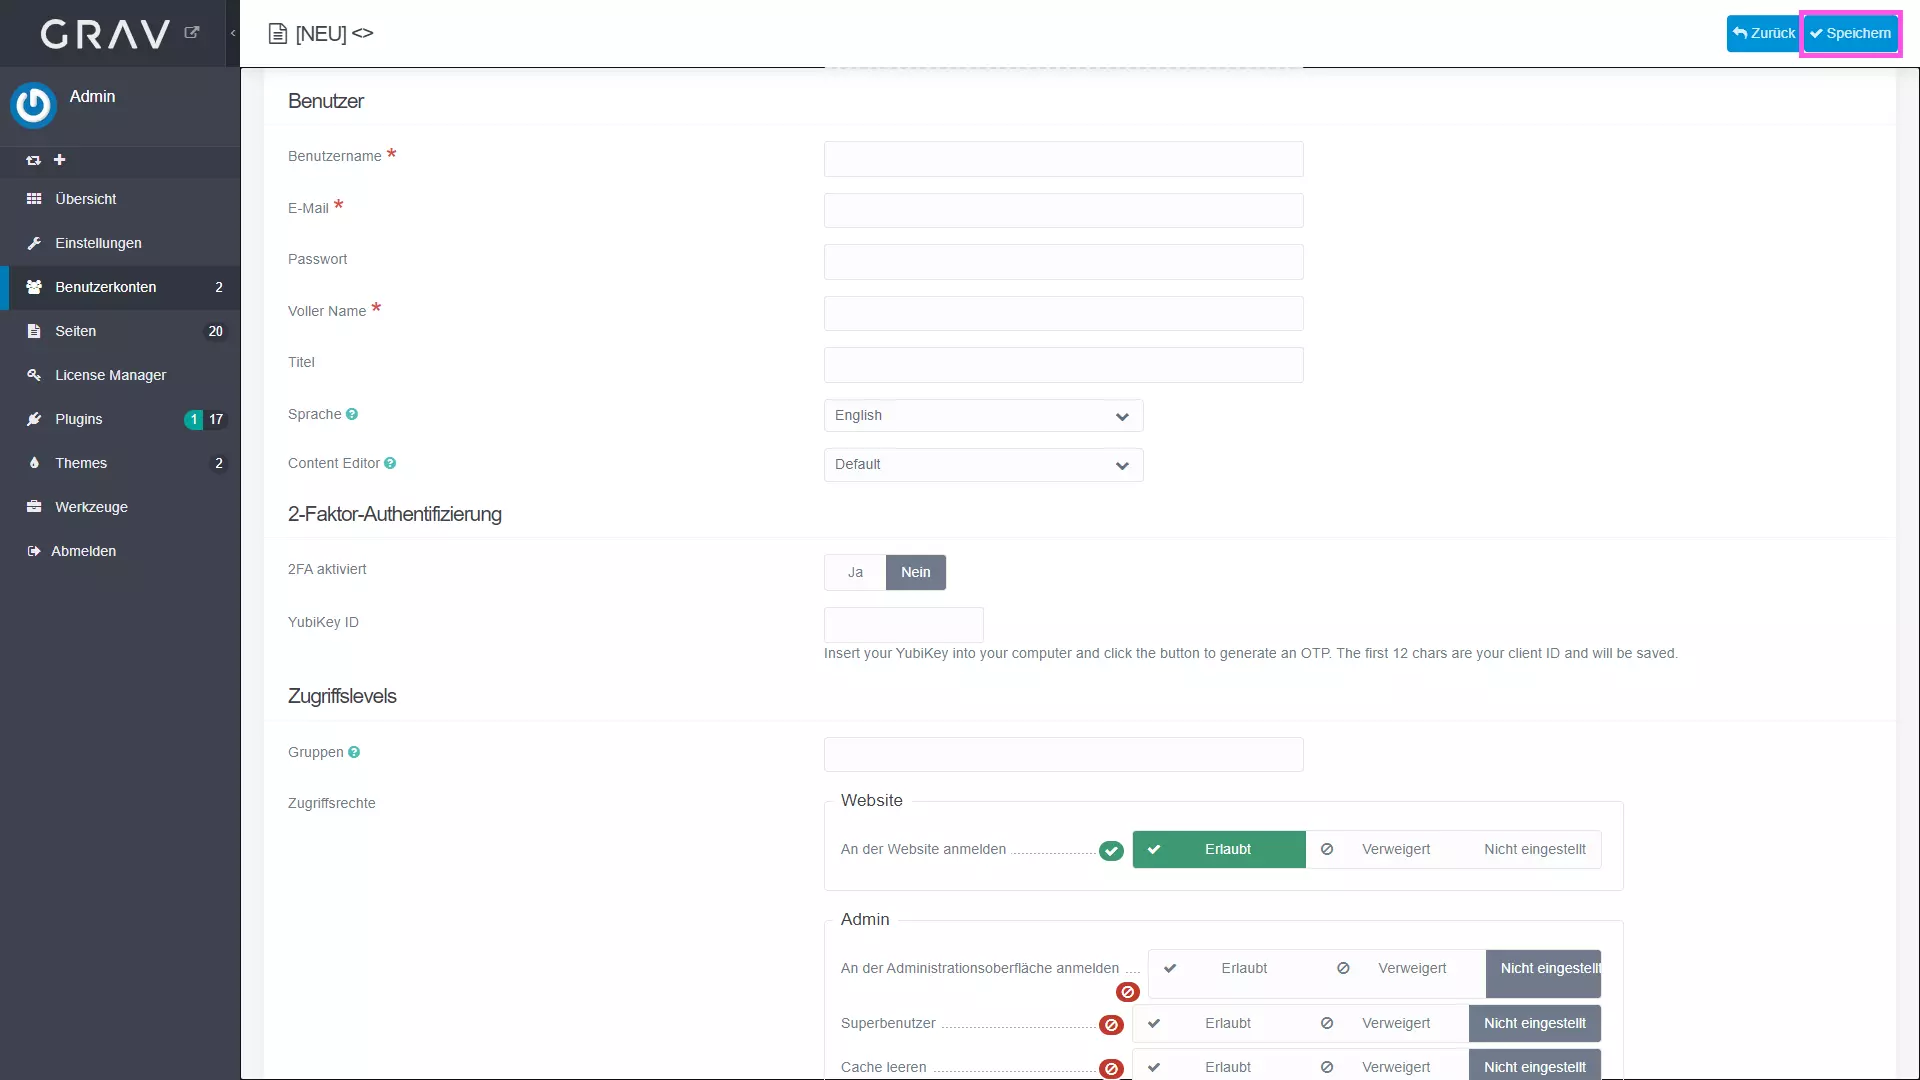 GRAV
[NEU] <>
Zurück
Speichern
Admin
Übersicht
Einstellungen
Benutzerkonten 2
Seiten 20
License Manager
Plugins 1 17
Themes 2
Werkzeuge
Abmelden
Benutzer
Benutzername *
E-Mail *
Passwort
Voller Name *
Titel
Sprache English
Content Editor Default
2-Faktor-Authentifizierung
2FA aktiviert Ja Nein
YubiKey ID
Insert your YubiKey into your computer and click the button to generate an OTP. The first 12 chars are your client ID and will be saved.
Zugriffslevels
Gruppen
Zugriffsrechte
Website
An der Website anmelden Erlaubt Verweigert Nicht eingestellt
Admin
An der Administrationsoberfläche anmelden Erlaubt Verweigert Nicht eingestellt
Superbenutzer Erlaubt Verweigert Nicht eingestellt
Cache leeren Erlaubt Verweigert Nicht eingestellt